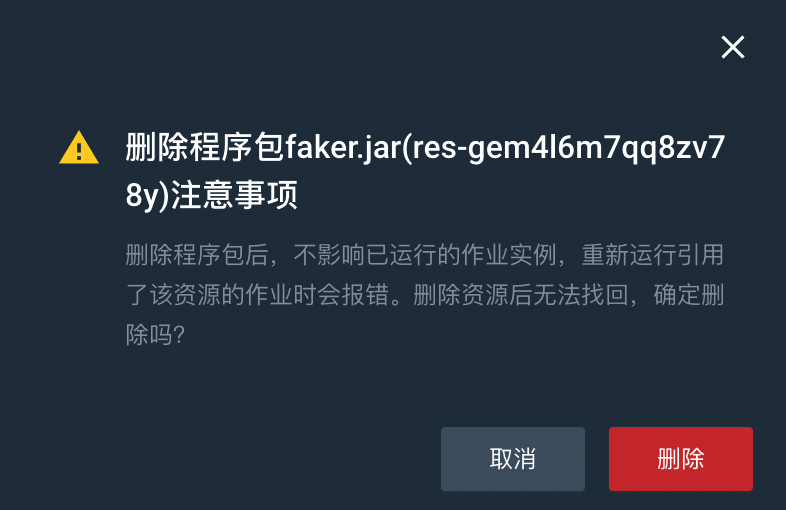 删除程序包faker.jar(res-gem4l6m7qq8zv7
8y)注意事项
删除程序包后，不影响已运行的作业实例，重新运行引用
了该资源的作业时会报错。删除资源后无法找回，确定删
除吗？
取消
删除